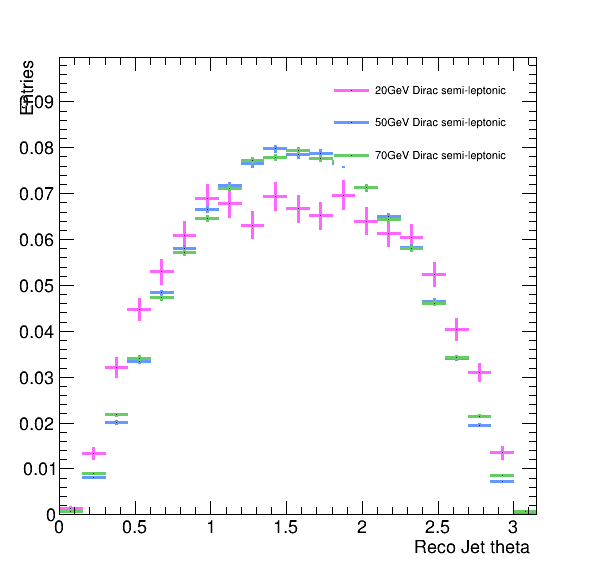 Entries
20GeV Dirac semi-leptonic
50GeV Dirac semi-leptonic
70GeV Dirac semi-leptonic
0.09
0.08
0.07
0.06
0.05
0.04
0.03
0.02
0.01
0
0 0.5 1 1.5 2 2.5 3
Reco Jet theta